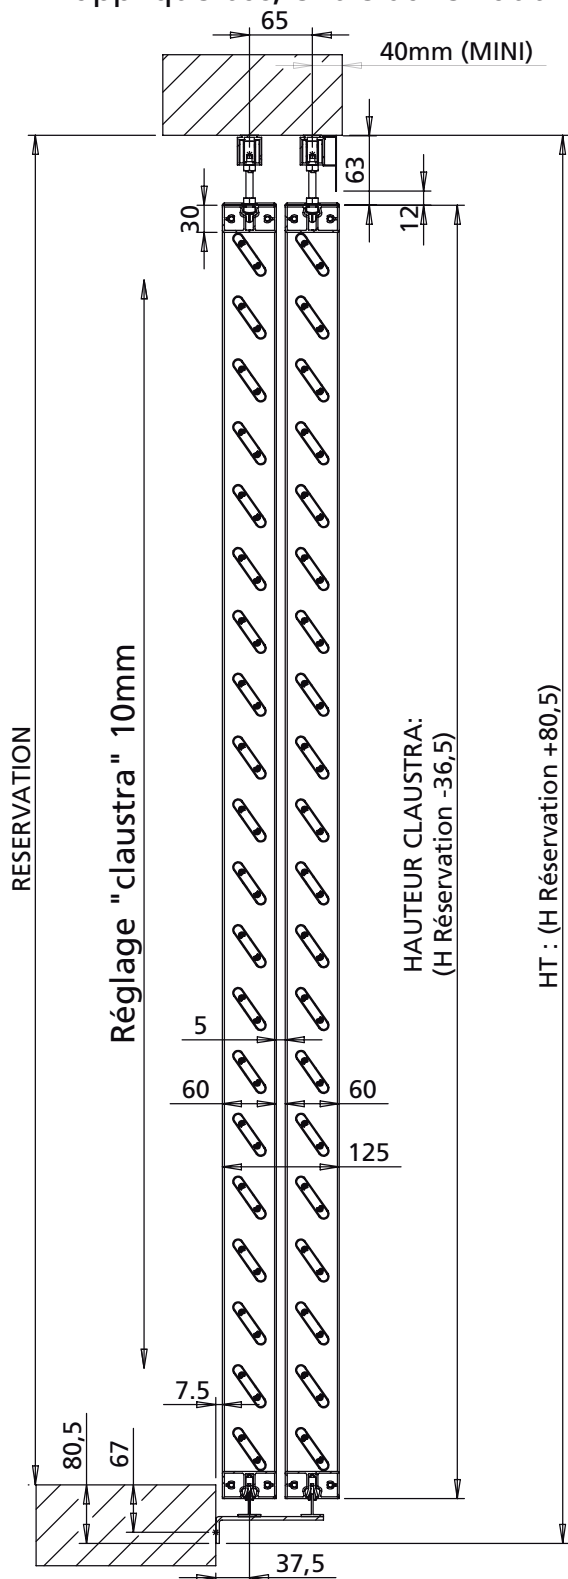 65
40mm (MINI)
63
30
12
RESERVATION
Réglage "claustra" 10mm
HAUTEUR CLAUSTRA:
(H Réservation -36,5)
HT : (H Réservation +80,5)
5
60
60
125
7.5
80,5
67
37,5